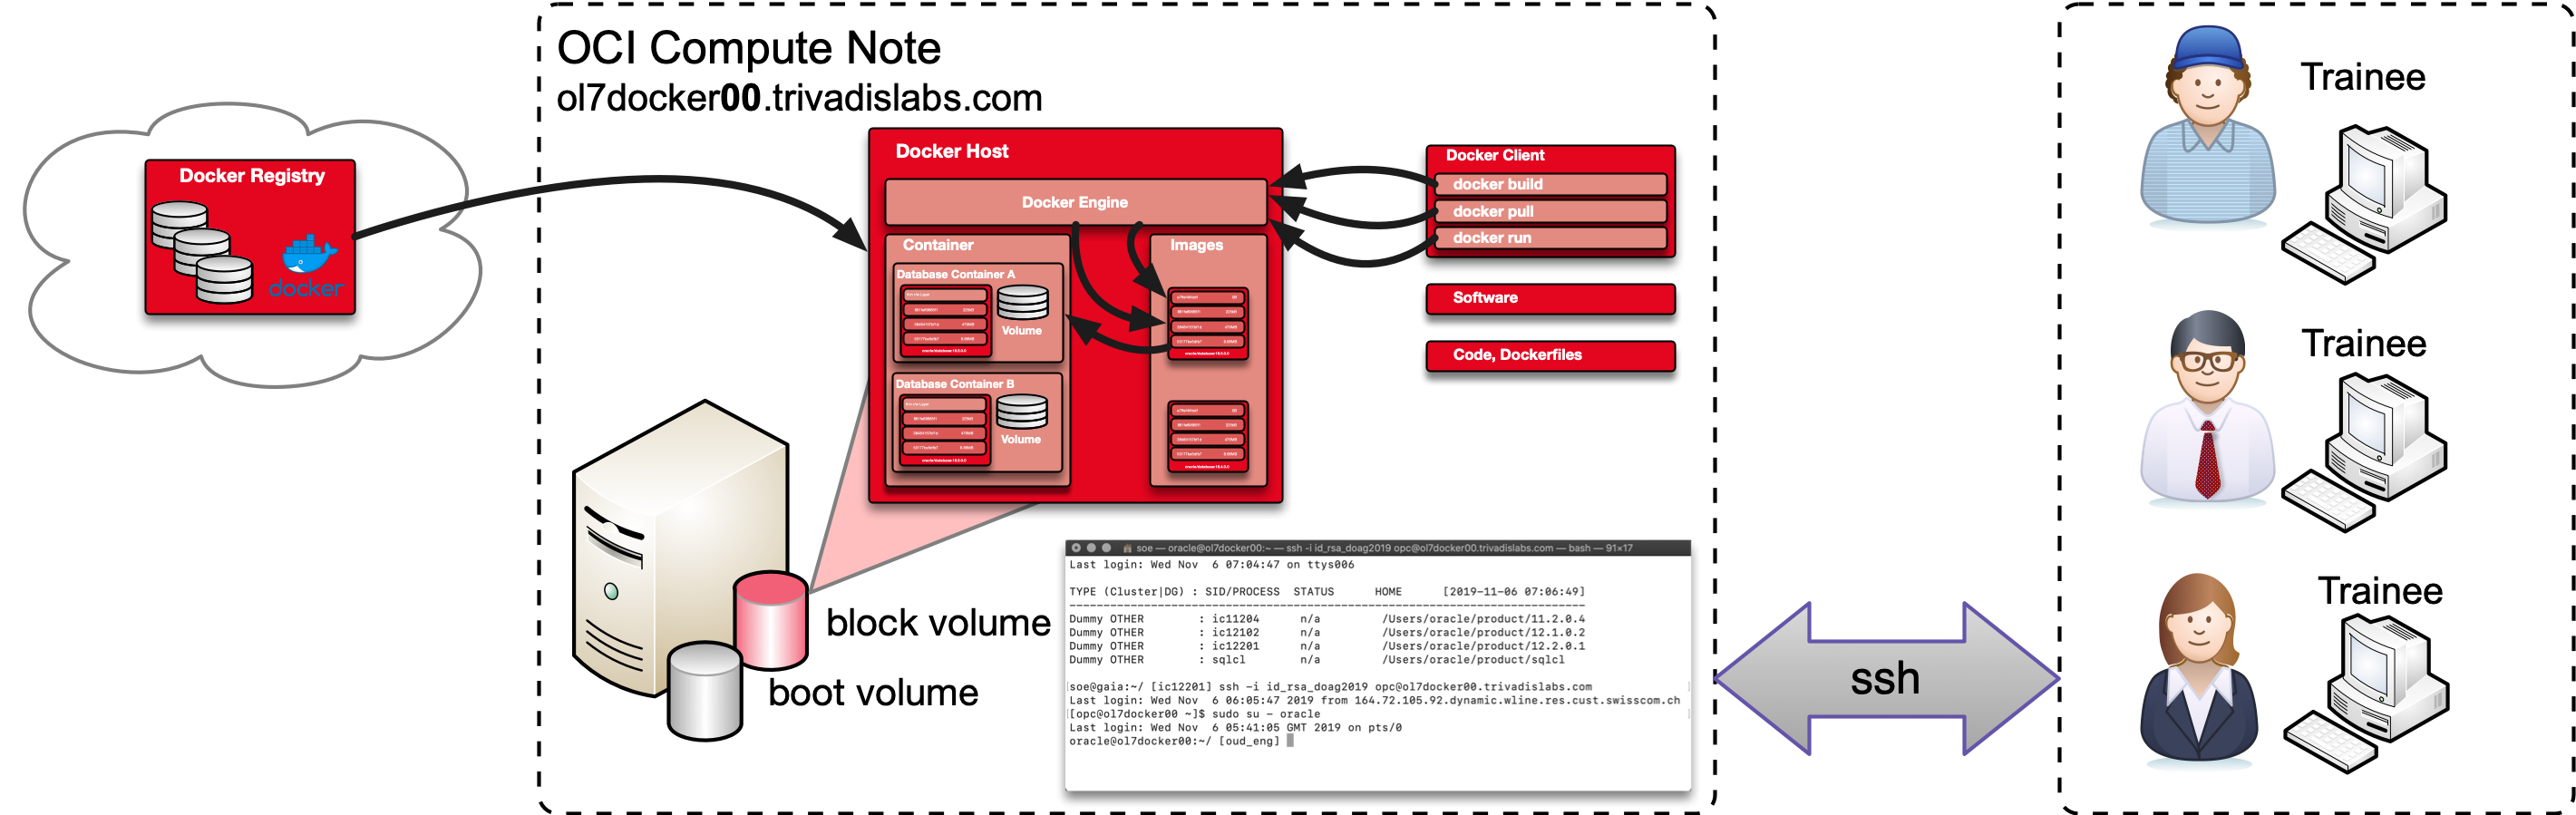 OCI Compute Note
ol7docker00.trivadislabs.com
Docker Registry
docker
Docker Host
Docker Engine
Container
Database Container A
Volume
Database Container B
Volume
Images
Docker Client
docker build
docker pull
docker run
Software
Code, Dockerfiles
block volume
boot volume
soe — oracle@ol7docker00:~ — ssh -i id_rsa_doag2019 opc@ol7docker00.trivadislabs.com — bash — 91×17
Last login: Wed Nov  6 07:04:47 on ttys006
TYPE (Cluster|DG) : SID/PROCESS  STATUS      HOME      [2019-11-06 07:06:49]
Dummy OTHER        : ic11204      n/a         /Users/oracle/product/11.2.0.4
Dummy OTHER        : ic12102      n/a         /Users/oracle/product/12.1.0.2
Dummy OTHER        : ic12201      n/a         /Users/oracle/product/12.2.0.1
Dummy OTHER        : sqlcl        n/a         /Users/oracle/product/sqlcl
[soe@gaia:~/ [ic12201] ssh -i id_rsa_doag2019 opc@ol7docker00.trivadislabs.com
Last login: Wed Nov  6 06:05:47 2019 from 164.72.105.92.dynamic.wline.res.cust.swisscom.ch
[opc@ol7docker00 ~]$ sudo su - oracle
Last login: Wed Nov  6 05:41:05 GMT 2019 on pts/0
oracle@ol7docker00:~/ [oud_eng]
ssh
Trainee
Trainee
Trainee